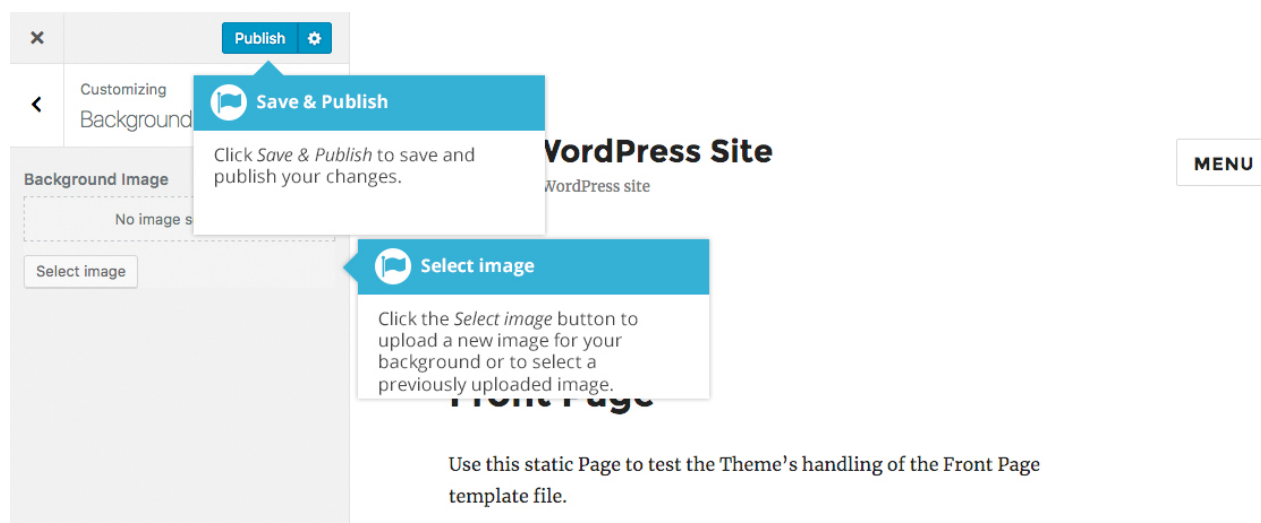 Publish
Customizing
Background
Save & Publish
Click Save & Publish to save and
publish your changes.
WordPress Site
WordPress site
MENU
Background Image
No image s
Select image
Select image
Click the Select image button to
upload a new image for your
background or to select a
previously uploaded image.
Front Page
Use this static Page to test the Theme’s handling of the Front Page
template file.